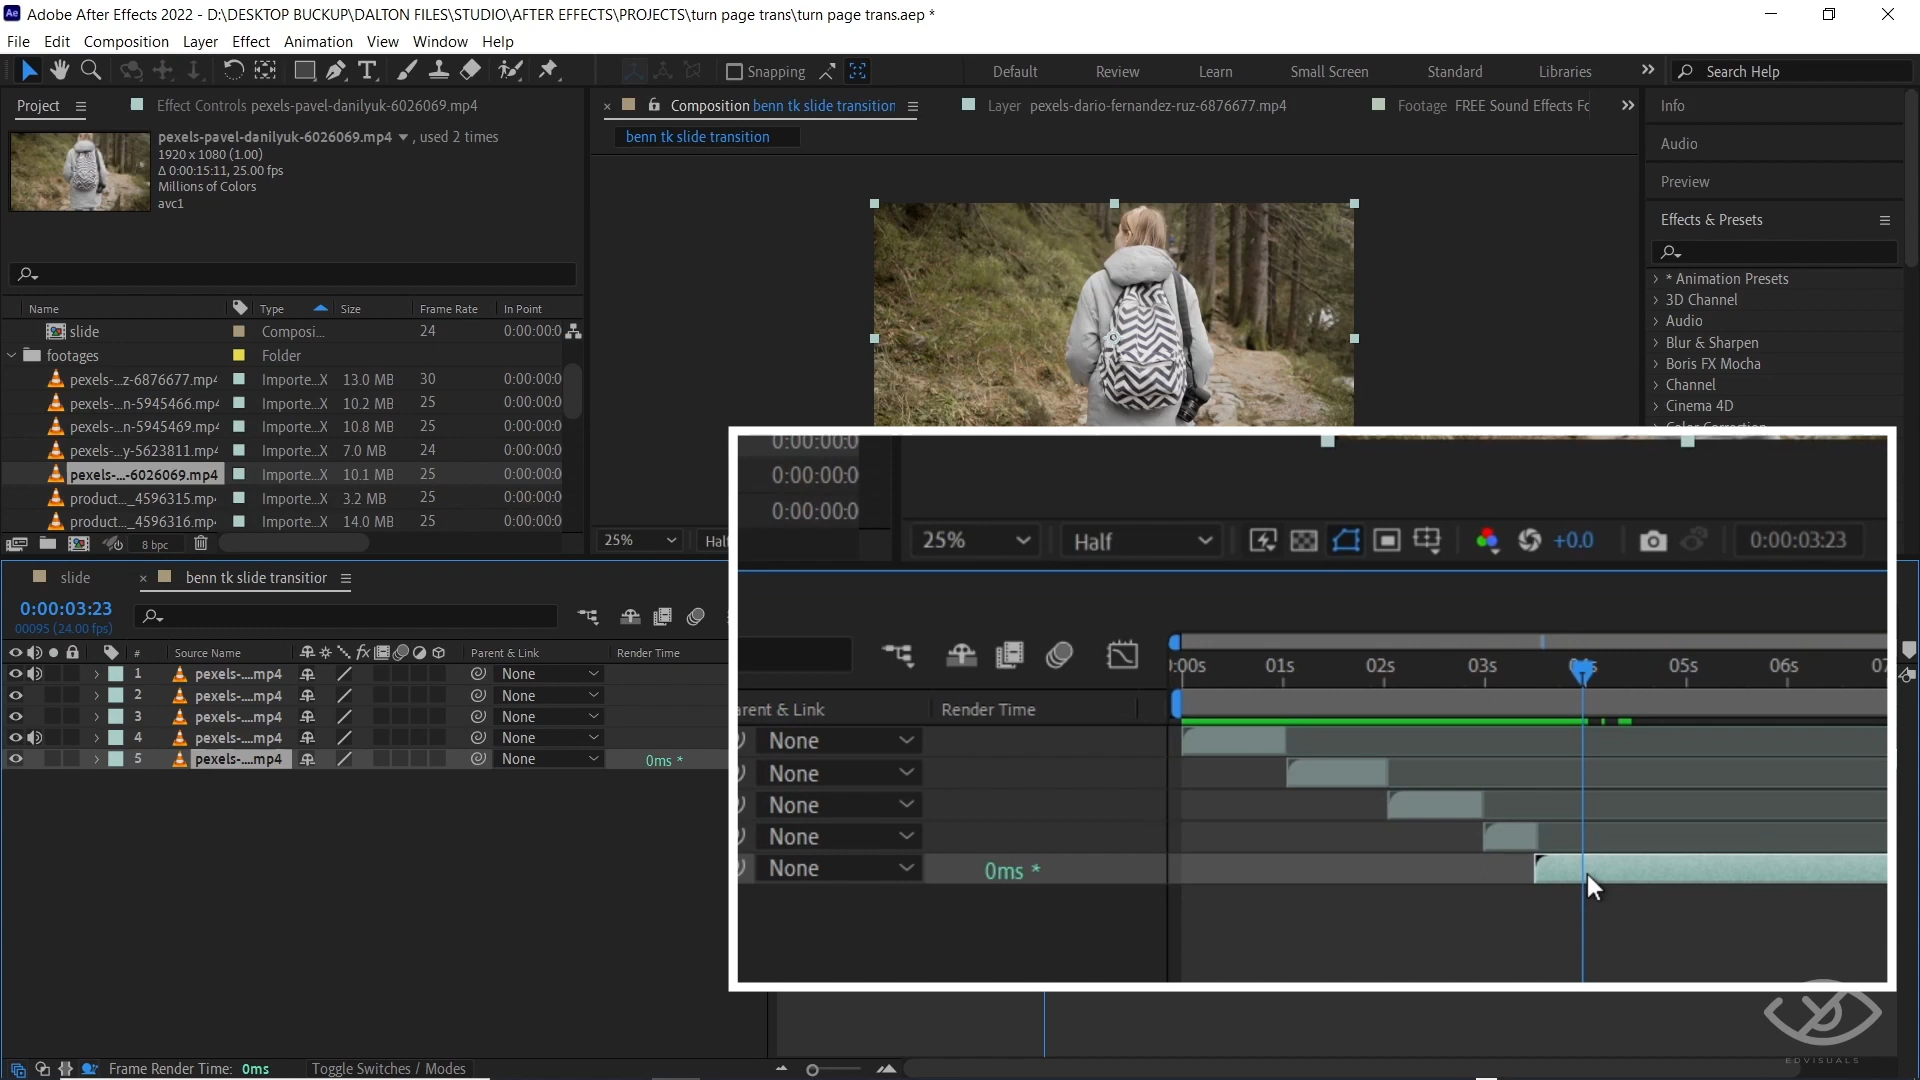 Adobe After Effects 2022 - D:\DESKTOP BUCKUP\DALTON FILES\STUDIO\AFTER EFFECTS\PROJECTS\turn page trans\turn page trans.aep *
File Edit Composition Layer Effect Animation View Window Help
Snapping Default Review Learn Small Screen Standard Libraries Search Help
Project Effect Controls pexels-pavel-danilyuk-6026069.mp4 Composition benn tk slide transition Layer pexels-dario-fernandez-ruz-6876677.mp4 Footage FREE Sound Effects Fo Info
pexels-pavel-danilyuk-6026069.mp4 , used 2 times benn tk slide transition Audio
1920 x 1080 (1.00)
Δ 0:00:15:11, 25.00 fps
Millions of Colors Preview
avc1
Effects & Presets
* Animation Presets
3D Channel
Audio
Blur & Sharpen
Boris FX Mocha
Channel
Cinema 4D
Color Correction
Name Type Size Frame Rate In Point
slide Composi... 24 0:00:00:0
footages Folder
pexels-...z-6876677.mp4 Importe...X 13.0 MB 30 0:00:00:0
pexels-...n-5945466.mp4 Importe...X 10.2 MB 25 0:00:00:0
pexels-...n-5945469.mp4 Importe...X 10.8 MB 25 0:00:00:0
pexels-...y-5623811.mp4 Importe...X 7.0 MB 24 0:00:00:0
pexels-...-6026069.mp4 Importe...X 10.1 MB 25 0:00:00:0
product..._4596315.mp4 Importe...X 3.2 MB 25 0:00:00:0
product..._4596316.mp4 Importe...X 14.0 MB 25 0:00:00:0
8 bpc 25% Half
0:00:00:0
0:00:00:0
0:00:00:0
25% Half +0.0 0:00:03:23
slide benn tk slide transition
0:00:03:23
00095 (24.00 fps)
# Source Name fx Parent & Link Render Time
1 pexels-....mp4 None
2 pexels-....mp4 None
3 pexels-....mp4 None
4 pexels-....mp4 None
5 pexels-....mp4 None 0ms *
:00s 01s 02s 03s 04s 05s 06s 07
arent & Link Render Time
None
None
None
None
None 0ms *
EDVISUALS
Frame Render Time: 0ms Toggle Switches / Modes